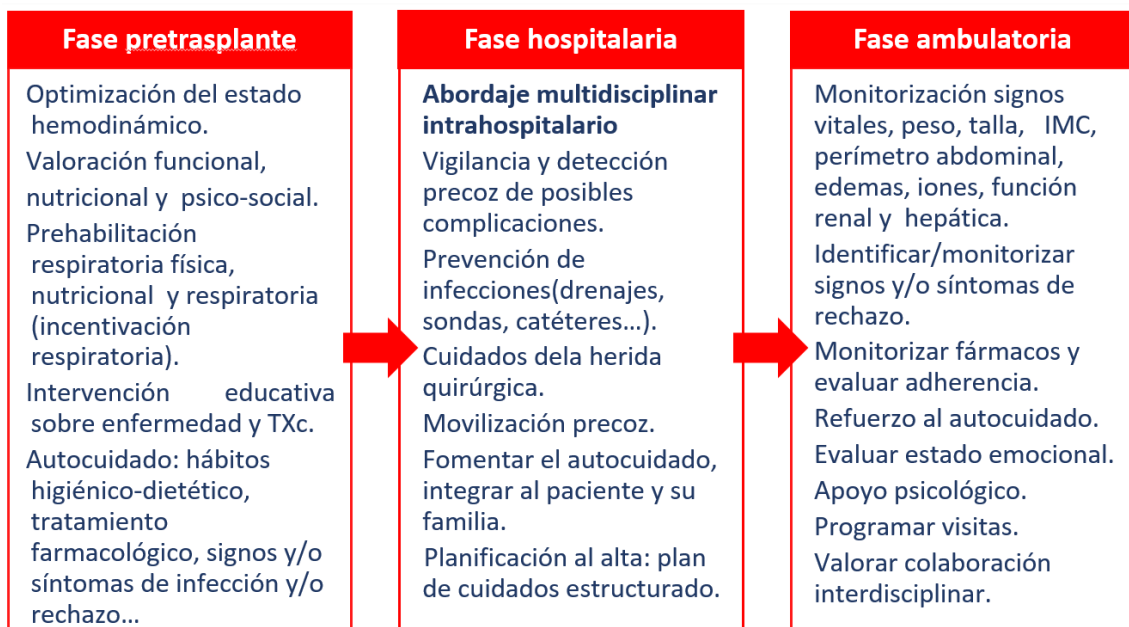 Fase pretrasplante
Optimización del estado
hemodinámico.
Valoración funcional,
nutricional y psico-social.
Prehabilitación
respiratoria física,
nutricional y respiratoria
(incentivación
respiratoria).
Intervención educativa
sobre enfermedad y TXc.
Autocuidado: hábitos
higiénico-dietético,
tratamiento
farmacológico, signos y/o
síntomas de infección y/o
rechazo...
Fase hospitalaria
Abordaje multidisciplinar
intrahospitalario
Vigilancia y detección
precoz de posibles
complicaciones.
Prevención de
infecciones(drenajes,
sondas, catéteres...).
Cuidados dela herida
quirúrgica.
Movilización precoz.
Fomentar el autocuidado,
integrar al paciente y su
familia.
Planificación al alta: plan
de cuidados estructurado.
Fase ambulatoria
Monitorización signos
vitales, peso, talla, IMC,
perímetro abdominal,
edemas, iones, función
renal y hepática.
Identificar/monitorizar
signos y/o síntomas de
rechazo.
Monitorizar fármacos y
evaluar adherencia.
Refuerzo al autocuidado.
Evaluar estado emocional.
Apoyo psicológico.
Programar visitas.
Valorar colaboración
interdisciplinar.